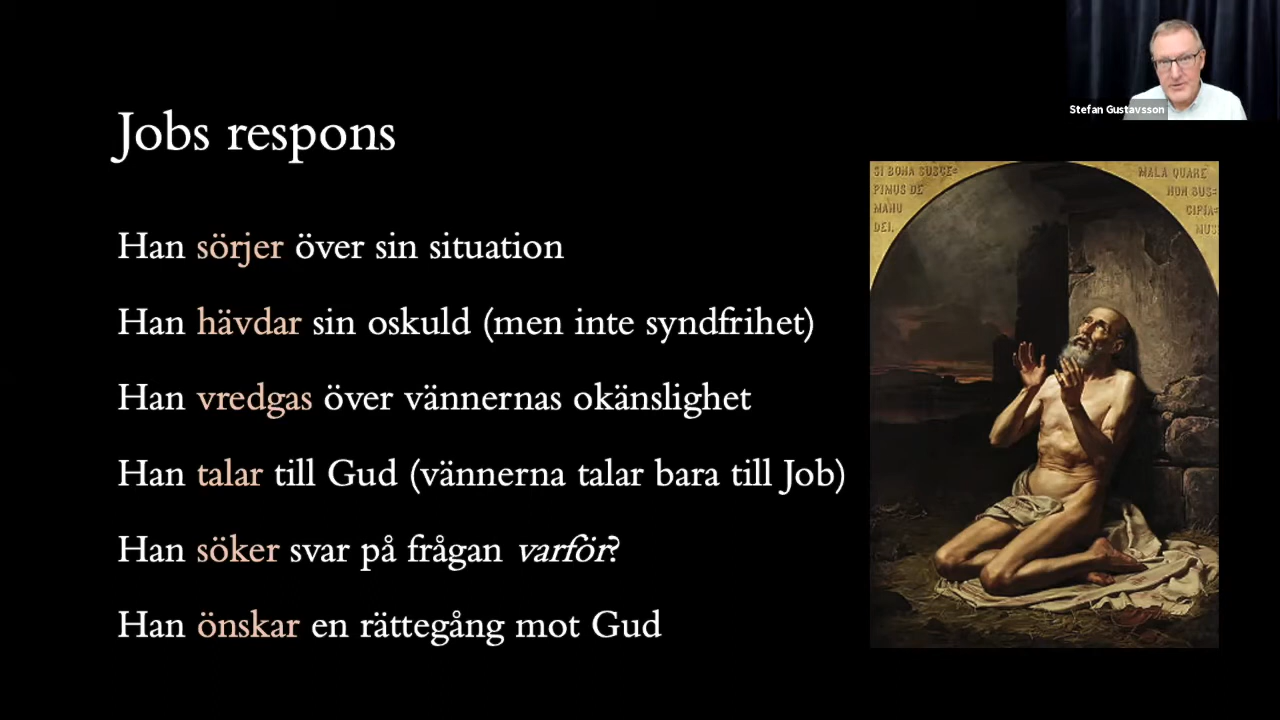 Jobs respons
Stefan Gustavsson
Han sörjer över sin situation
Han hävdar sin oskuld (men inte syndfrihet)
Han vredgas över vännernas okänslighet
Han talar till Gud (vännerna talar bara till Job)
Han söker svar på frågan varför?
Han önskar en rättegång mot Gud
SI BONA SUSCE=
PINUS DE
MANU
DEI.
MALA QUARE
NON SUS=
CIPIA=
MUS